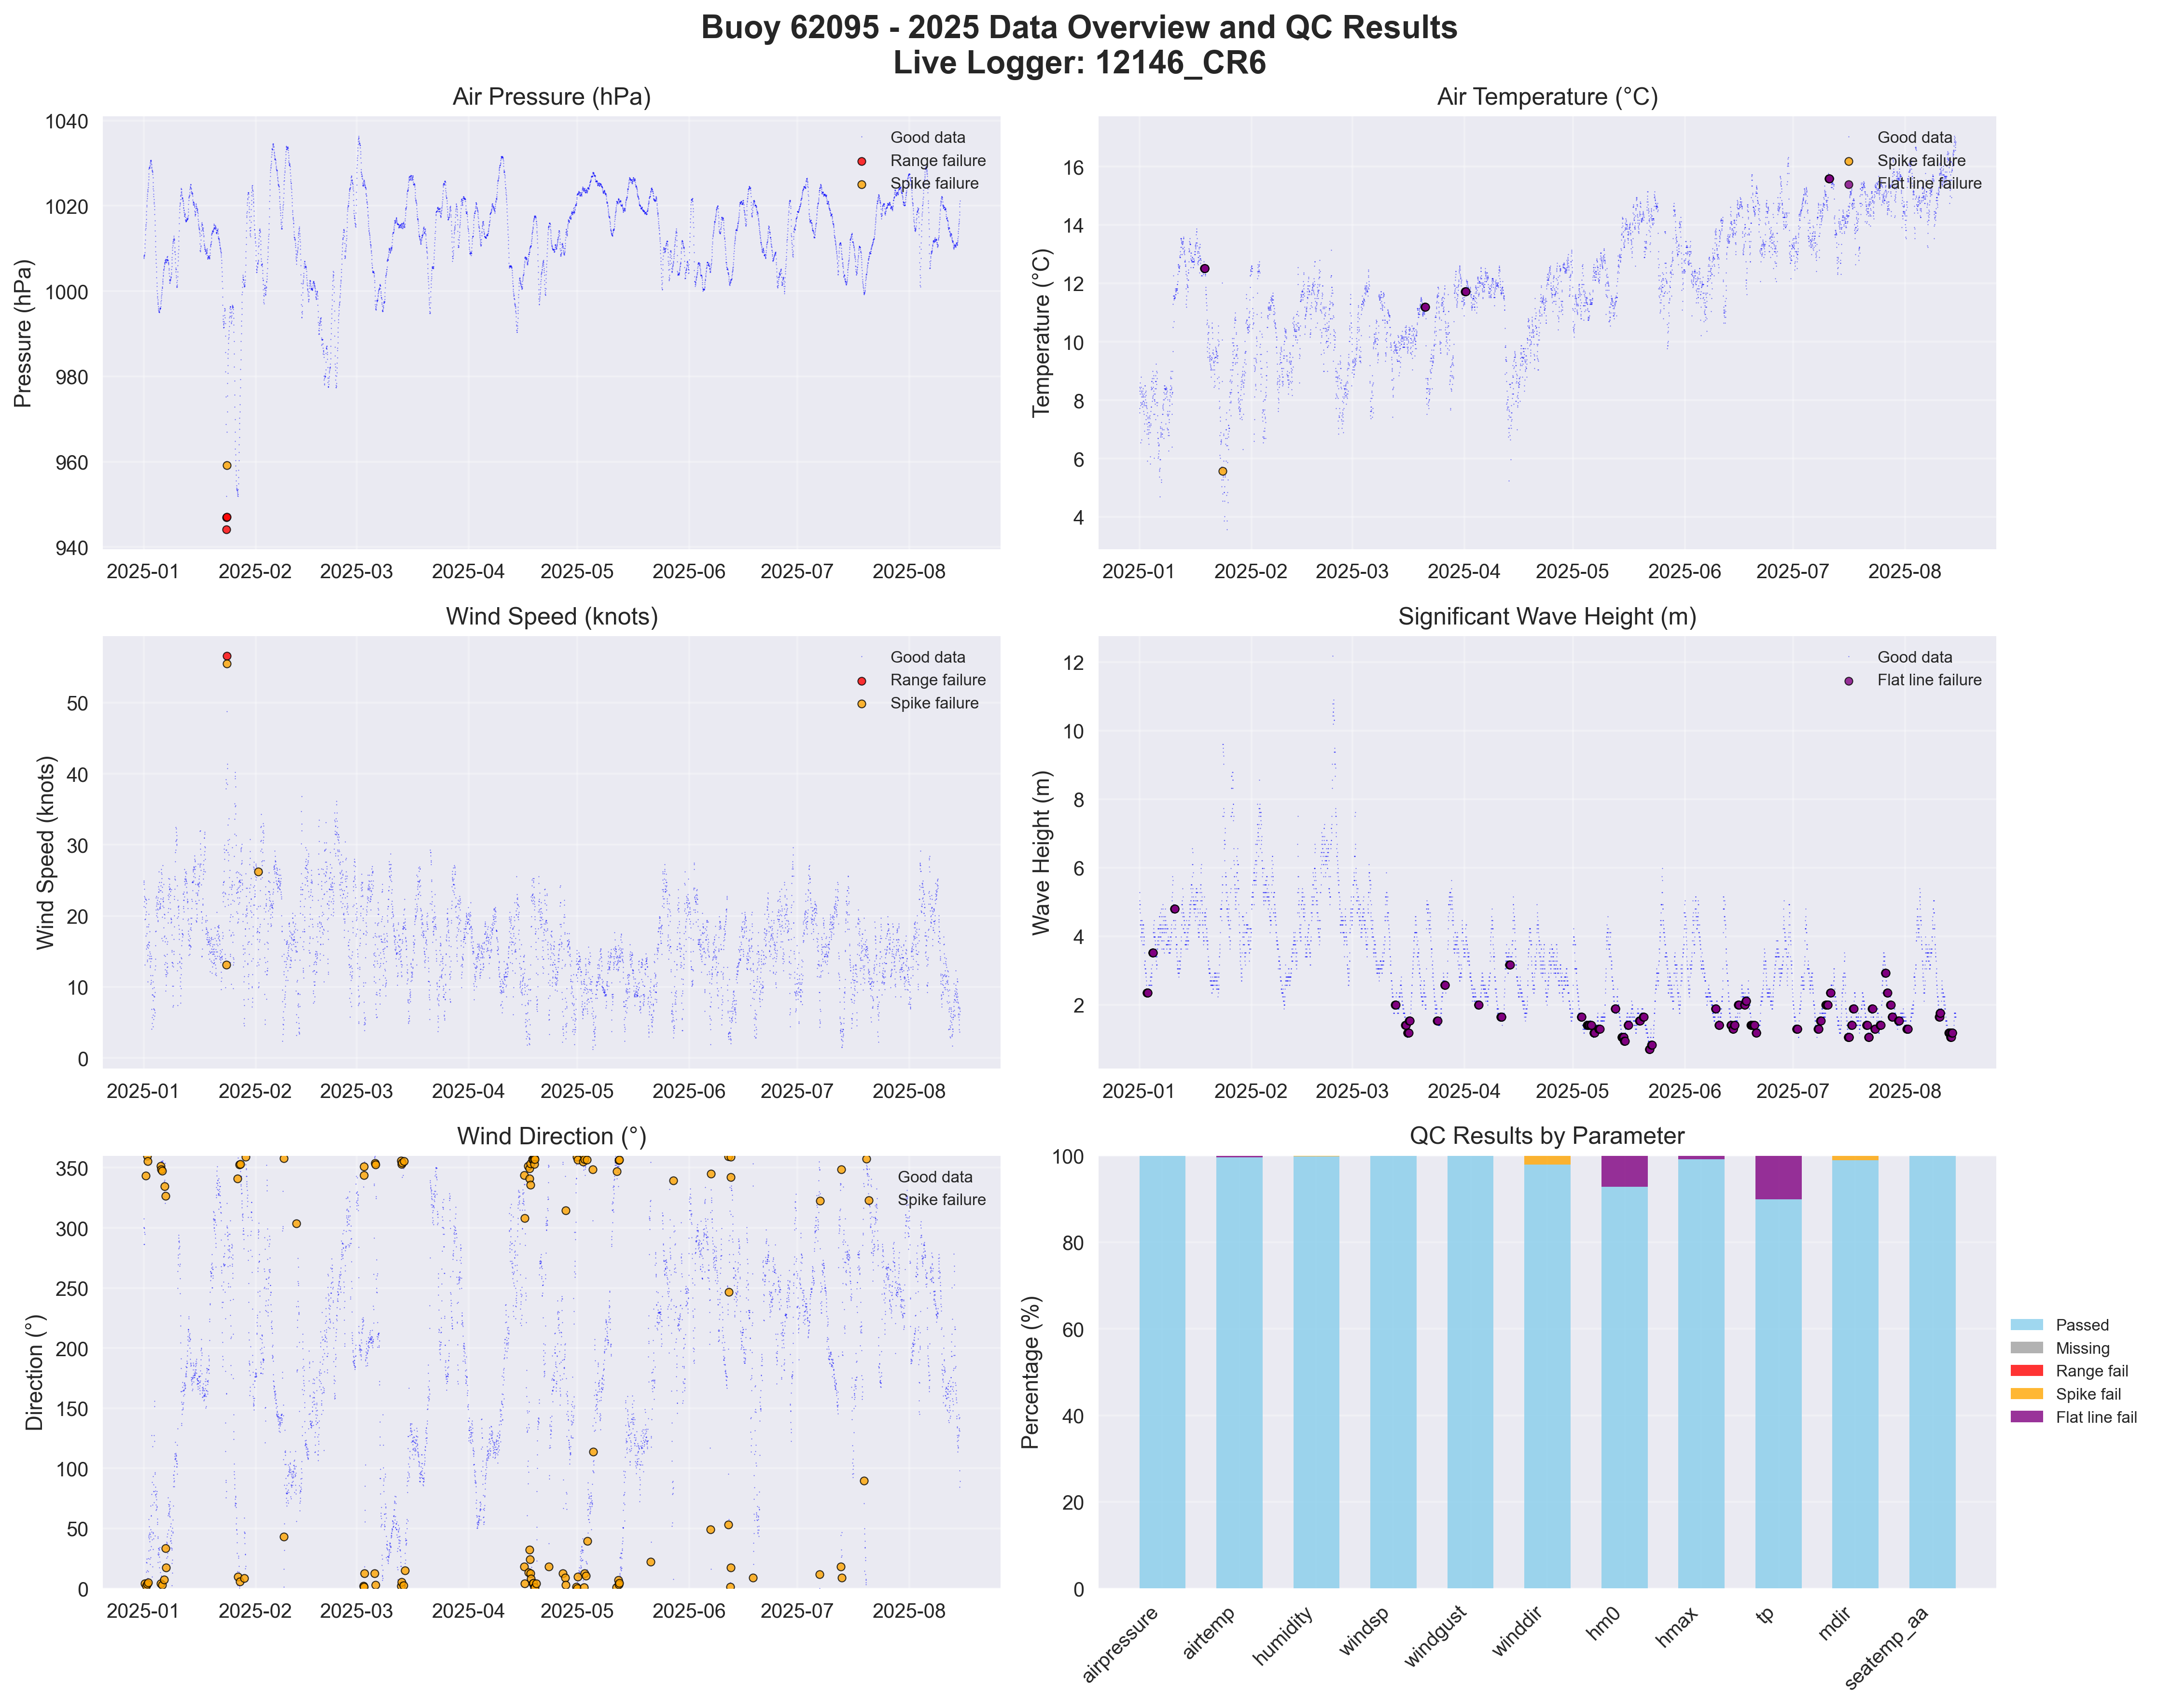 Buoy 62095 - 2025 Data Overview and QC Results
Live Logger: 12146_CR6
Air Pressure (hPa)
Pressure (hPa)
1040
1020
1000
980
960
940
2025-01 2025-02 2025-03 2025-04 2025-05 2025-06 2025-07 2025-08
Good data
Range failure
Spike failure
Air Temperature (°C)
Temperature (°C)
16
14
12
10
8
6
4
2025-01 2025-02 2025-03 2025-04 2025-05 2025-06 2025-07 2025-08
Good data
Spike failure
Flat line failure
Wind Speed (knots)
Wind Speed (knots)
50
40
30
20
10
0
2025-01 2025-02 2025-03 2025-04 2025-05 2025-06 2025-07 2025-08
Good data
Range failure
Spike failure
Significant Wave Height (m)
Wave Height (m)
12
10
8
6
4
2
2025-01 2025-02 2025-03 2025-04 2025-05 2025-06 2025-07 2025-08
Good data
Flat line failure
Wind Direction (°)
Direction (°)
350
300
250
200
150
100
50
0
2025-01 2025-02 2025-03 2025-04 2025-05 2025-06 2025-07 2025-08
Good data
Spike failure
QC Results by Parameter
Percentage (%)
100
80
60
40
20
0
airpressure airtemp humidity windsp windgust winddir hm0 hmax tp mdir seatemp_aa
Passed
Missing
Range fail
Spike fail
Flat line fail